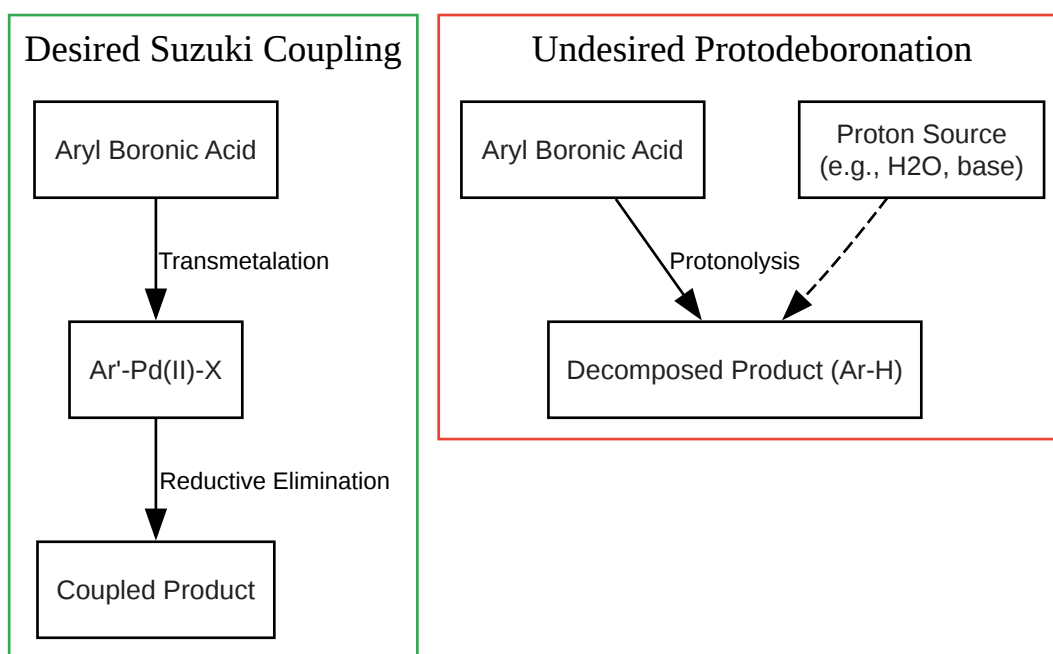 Desired Suzuki Coupling
Aryl Boronic Acid
Transmetalation
Ar'-Pd(II)-X
Reductive Elimination
Coupled Product
Undesired Protodeboronation
Aryl Boronic Acid
Proton Source
(e.g., H2O, base)
Protonolysis
Decomposed Product (Ar-H)